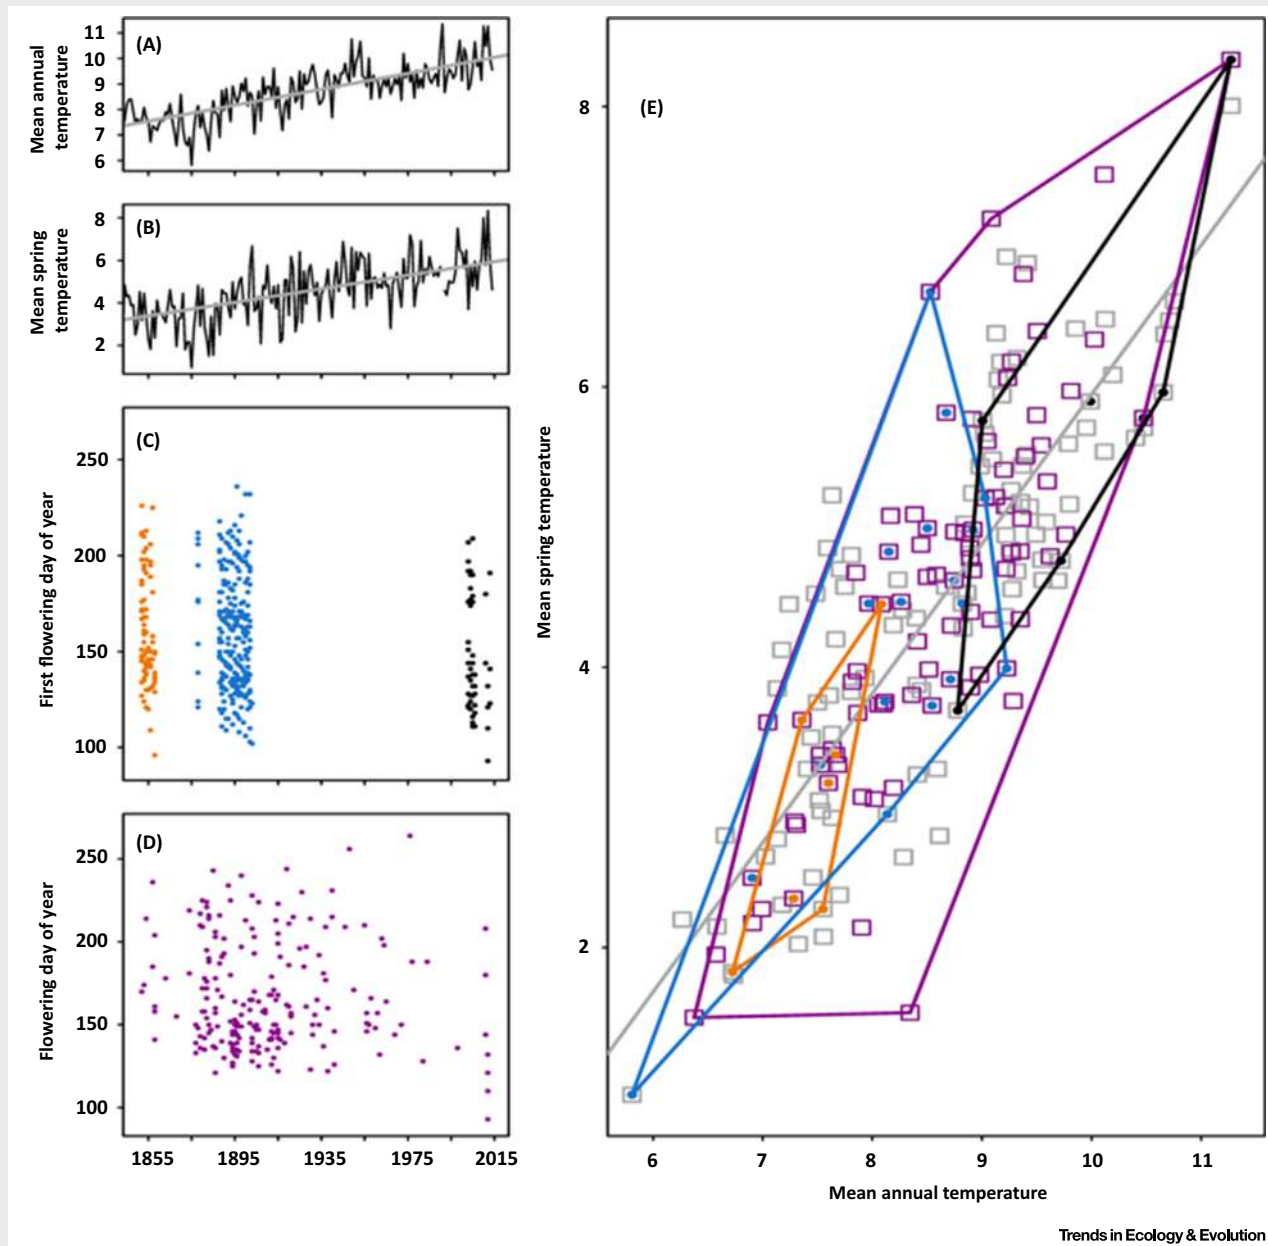 (A)
Mean annual
temperature
11
10
9
8
7
6
(B)
Mean spring
temperature
8
6
4
2
(C)
First flowering day of year
250
200
150
100
(D)
Flowering day of year
250
200
150
100
1855 1895 1935 1975 2015
(E)
Mean spring temperature
8
6
4
2
6 7 8 9 10 11
Mean annual temperature
Trends in Ecology & Evolution